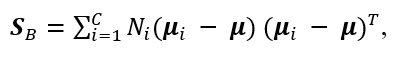 𝑺_B = ∑_{i=1}^{C} N_i(𝝁_i − 𝝁) (𝝁_i − 𝝁)^T,